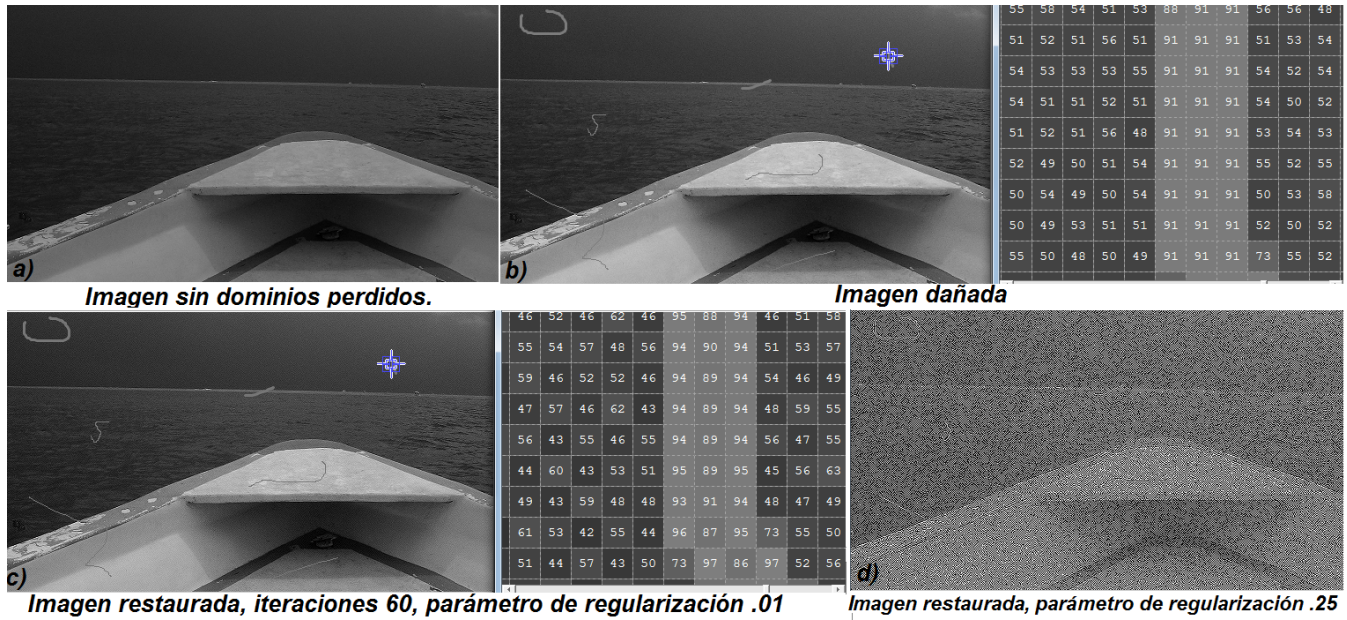 55 58 54 51 53 88 91 91 56 56 48
51 52 51 56 51 91 91 91 51 53 54
54 53 53 53 55 91 91 91 54 52 54
54 51 51 52 51 91 91 91 54 50 52
51 52 51 56 48 91 91 91 53 54 53
52 49 50 51 54 91 91 91 55 52 55
50 54 49 50 54 91 91 91 50 53 58
50 49 53 51 51 91 91 91 52 50 52
55 50 48 50 49 91 91 91 73 55 52
a)
b)
Imagen sin dominios perdidos.
Imagen dañada
46 52 46 62 46 95 88 94 46 51 58
55 54 57 48 56 94 90 94 51 53 57
59 46 52 52 46 94 89 94 54 46 49
47 57 46 62 43 94 89 94 48 59 55
56 43 55 46 55 94 89 94 56 47 55
44 60 43 53 51 95 89 95 45 56 63
49 43 59 48 48 93 91 94 48 47 49
61 53 42 55 44 96 87 95 73 55 50
51 44 57 43 50 73 97 86 97 52 56
c)
d)
Imagen restaurada, iteraciones 60, parámetro de regularización .01
Imagen restaurada, parámetro de regularización .25